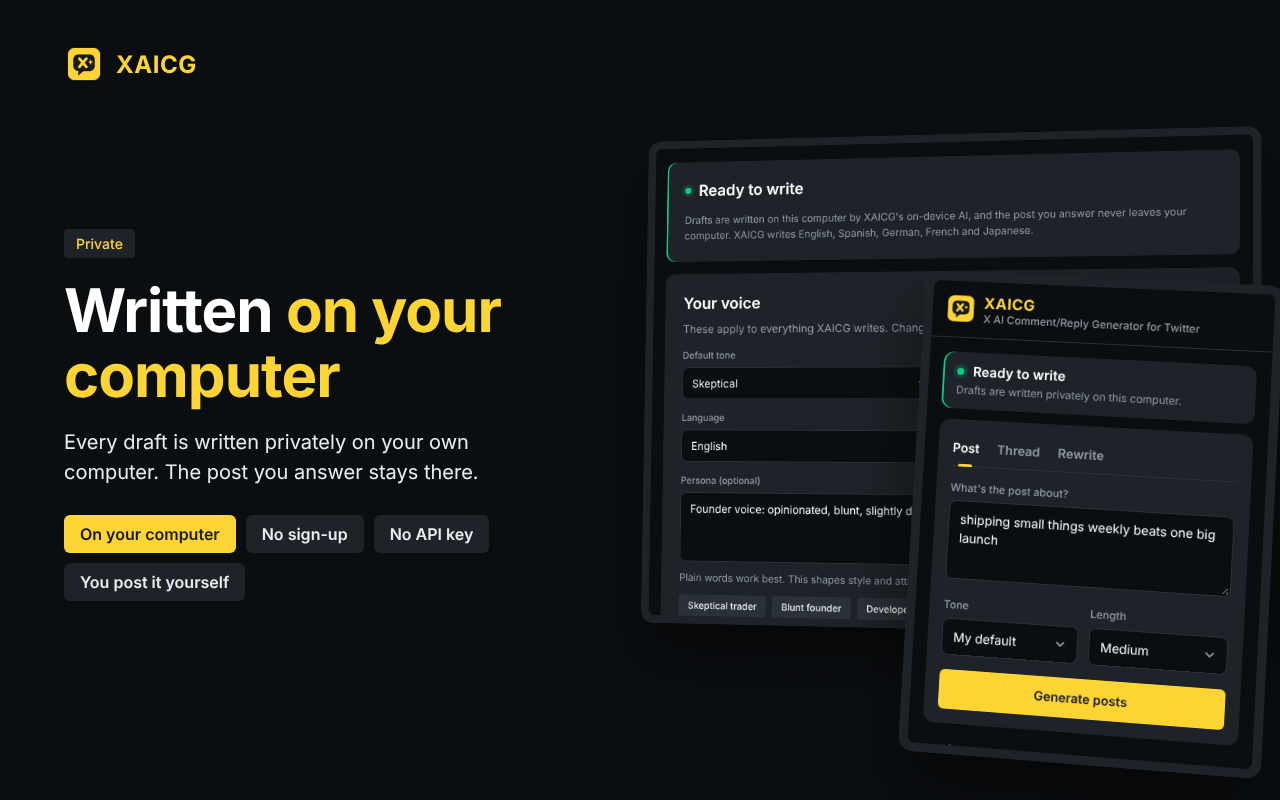 XAICG
Private
Written on your
computer
Every draft is written privately on your own
computer. The post you answer stays there.
On your computer
No sign-up
No API key
You post it yourself
Ready to write
Drafts are written on this computer by XAICG's on-device AI, and the post you answer never leaves your
computer. XAICG writes English, Spanish, German, French and Japanese.
Your voice
These apply to everything XAICG writes.
Default tone
Skeptical
Language
English
Persona (optional)
Founder voice: opinionated, blunt, slightly
Plain words work best. This shapes style and
Skeptical trader
Blunt founder
XAICG
X AI Comment/Reply Generator for Twitter
Ready to write
Drafts are written privately on this computer.
Post Thread Rewrite
What's the post about?
shipping small things weekly beats one big
launch
Tone
Length
My default
Medium
Generate posts